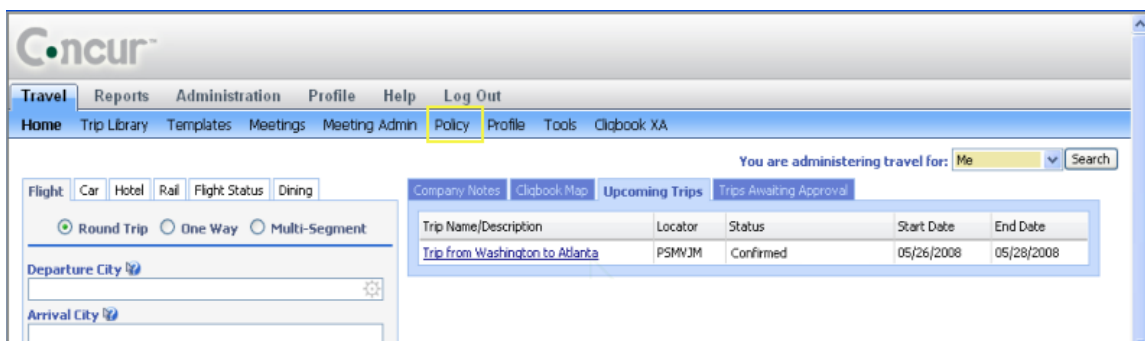 Concur™
Travel Reports Administration Profile Help Log Out
Home Trip Library Templates Meetings Meeting Admin Policy Profile Tools Cliqbook XA
You are administering travel for: Me Search
Flight Car Hotel Rail Flight Status Dining
Company Notes Cliqbook Map Upcoming Trips Trips Awaiting Approval
Round Trip One Way Multi-Segment
Trip Name/Description Locator Status Start Date End Date
Trip from Washington to Atlanta PSMVJM Confirmed 05/26/2008 05/28/2008
Departure City
Arrival City